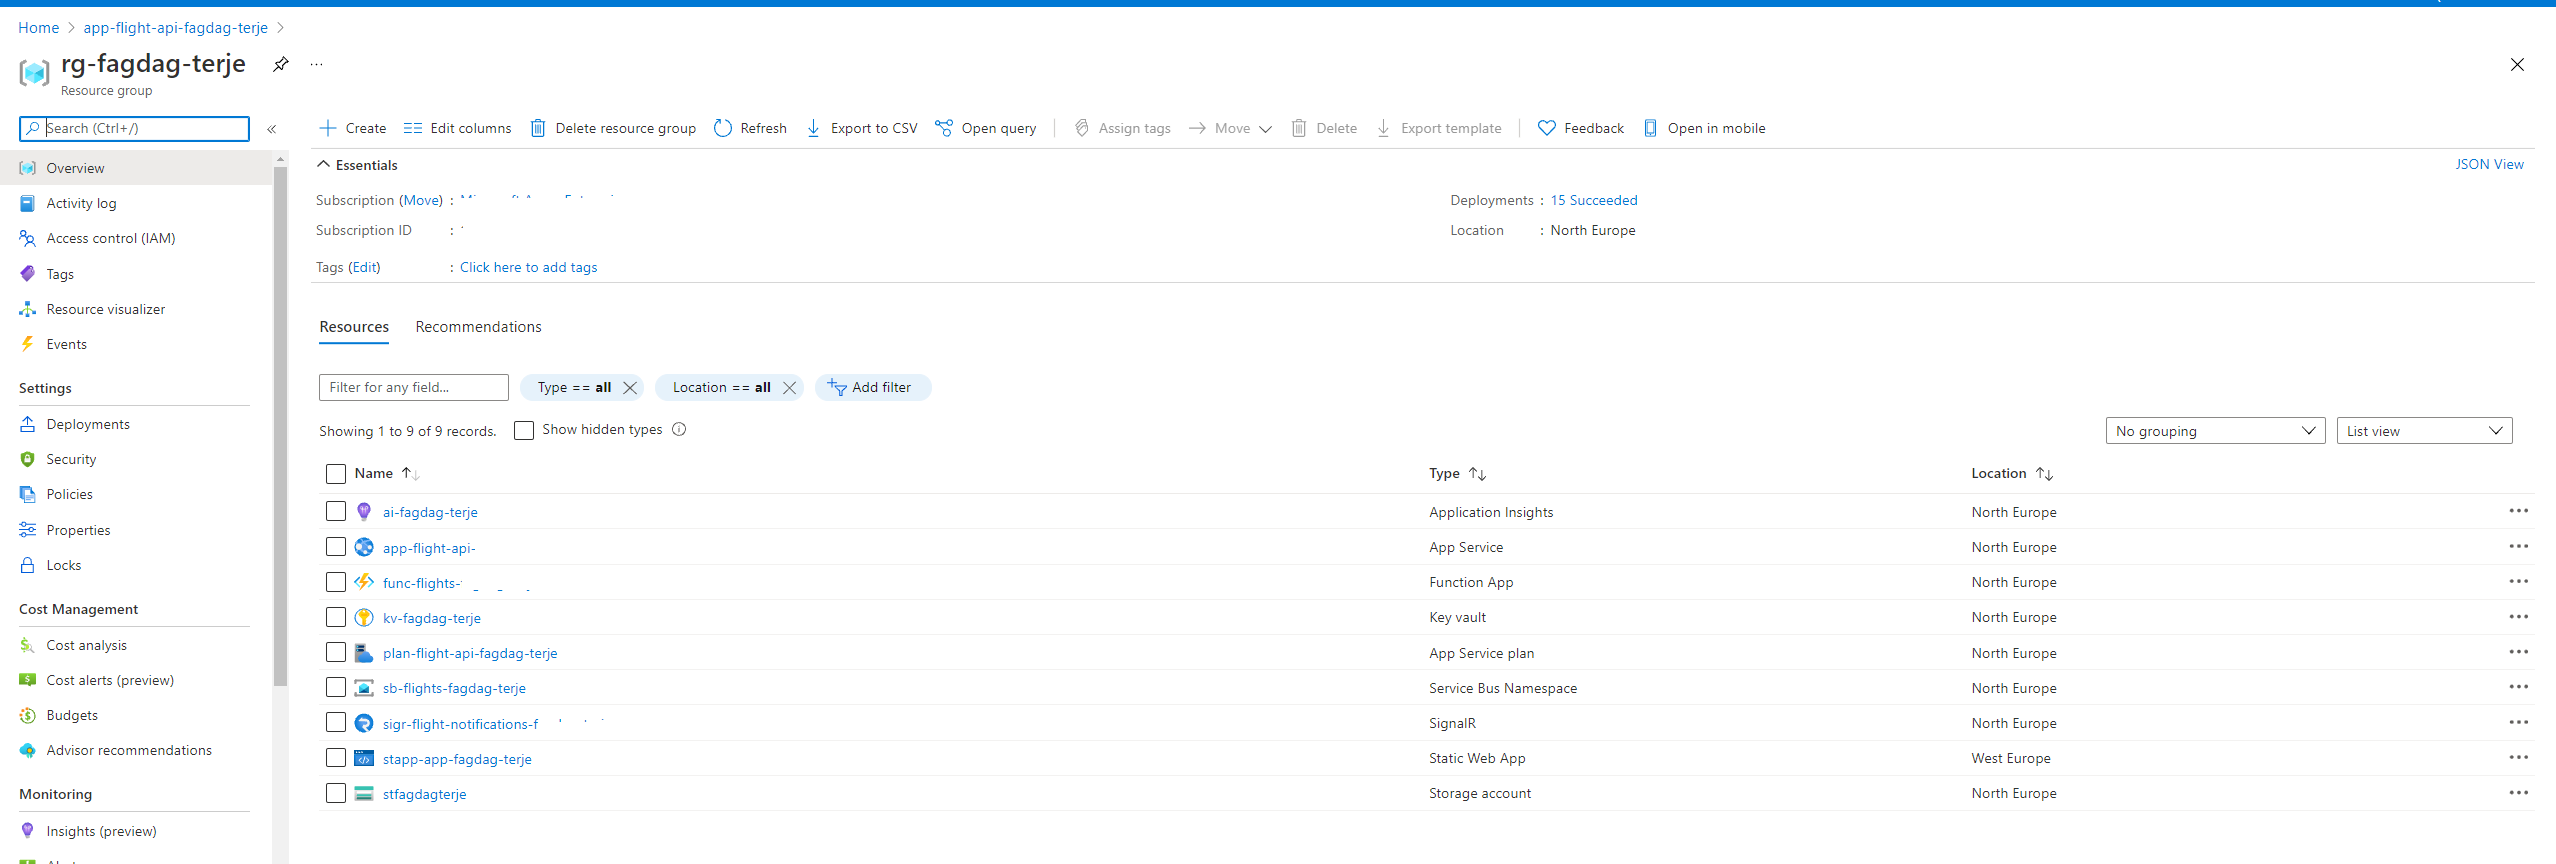 Home > app-flight-api-fagdag-terje >
rg-fagdag-terje ...
Resource group
Search (Ctrl+/) «
Overview
Activity log
Access control (IAM)
Tags
Resource visualizer
Events
Settings
Deployments
Security
Policies
Properties
Locks
Cost Management
Cost analysis
Cost alerts (preview)
Budgets
Advisor recommendations
Monitoring
Insights (preview)
Create Edit columns Delete resource group Refresh Export to CSV Open query Assign tags Move Delete Export template Feedback Open in mobile
Essentials JSON View
Subscription (Move) : Deployments : 15 Succeeded
Subscription ID : Location : North Europe
Tags (Edit) : Click here to add tags
Resources Recommendations
Filter for any field... Type == all Location == all Add filter
Showing 1 to 9 of 9 records. Show hidden types No grouping List view
Name Type Location
ai-fagdag-terje Application Insights North Europe
app-flight-api- App Service North Europe
func-flights- Function App North Europe
kv-fagdag-terje Key vault North Europe
plan-flight-api-fagdag-terje App Service plan North Europe
sb-flights-fagdag-terje Service Bus Namespace North Europe
sigr-flight-notifications-f SignalR North Europe
stapp-app-fagdag-terje Static Web App West Europe
stfagdagterje Storage account North Europe